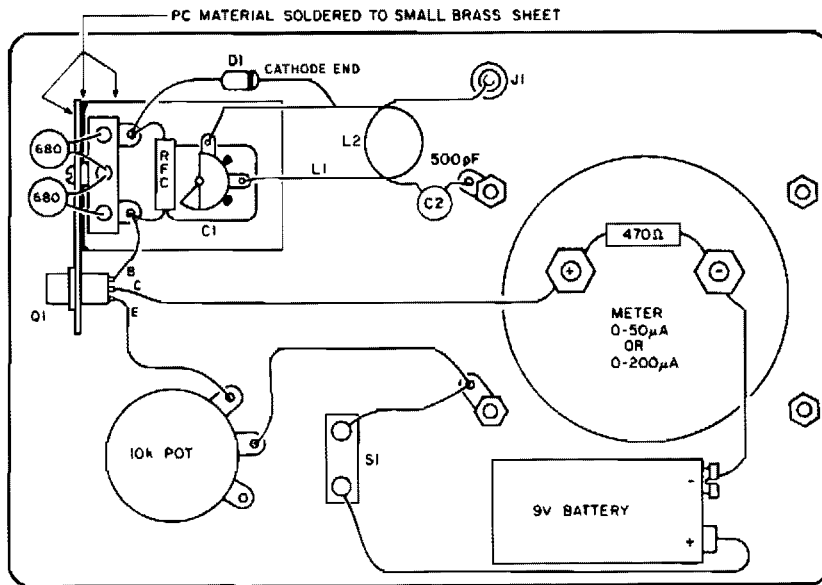 PC MATERIAL SOLDERED TO SMALL BRASS SHEET
D1
CATHODE END
J1
680
RFC
L2
500pF
680
L1
C2
C1
470Ω
+
-
B
C
E
Q1
METER
0-50μA
OR
0-200μA
10k POT
S1
-
9V BATTERY
+